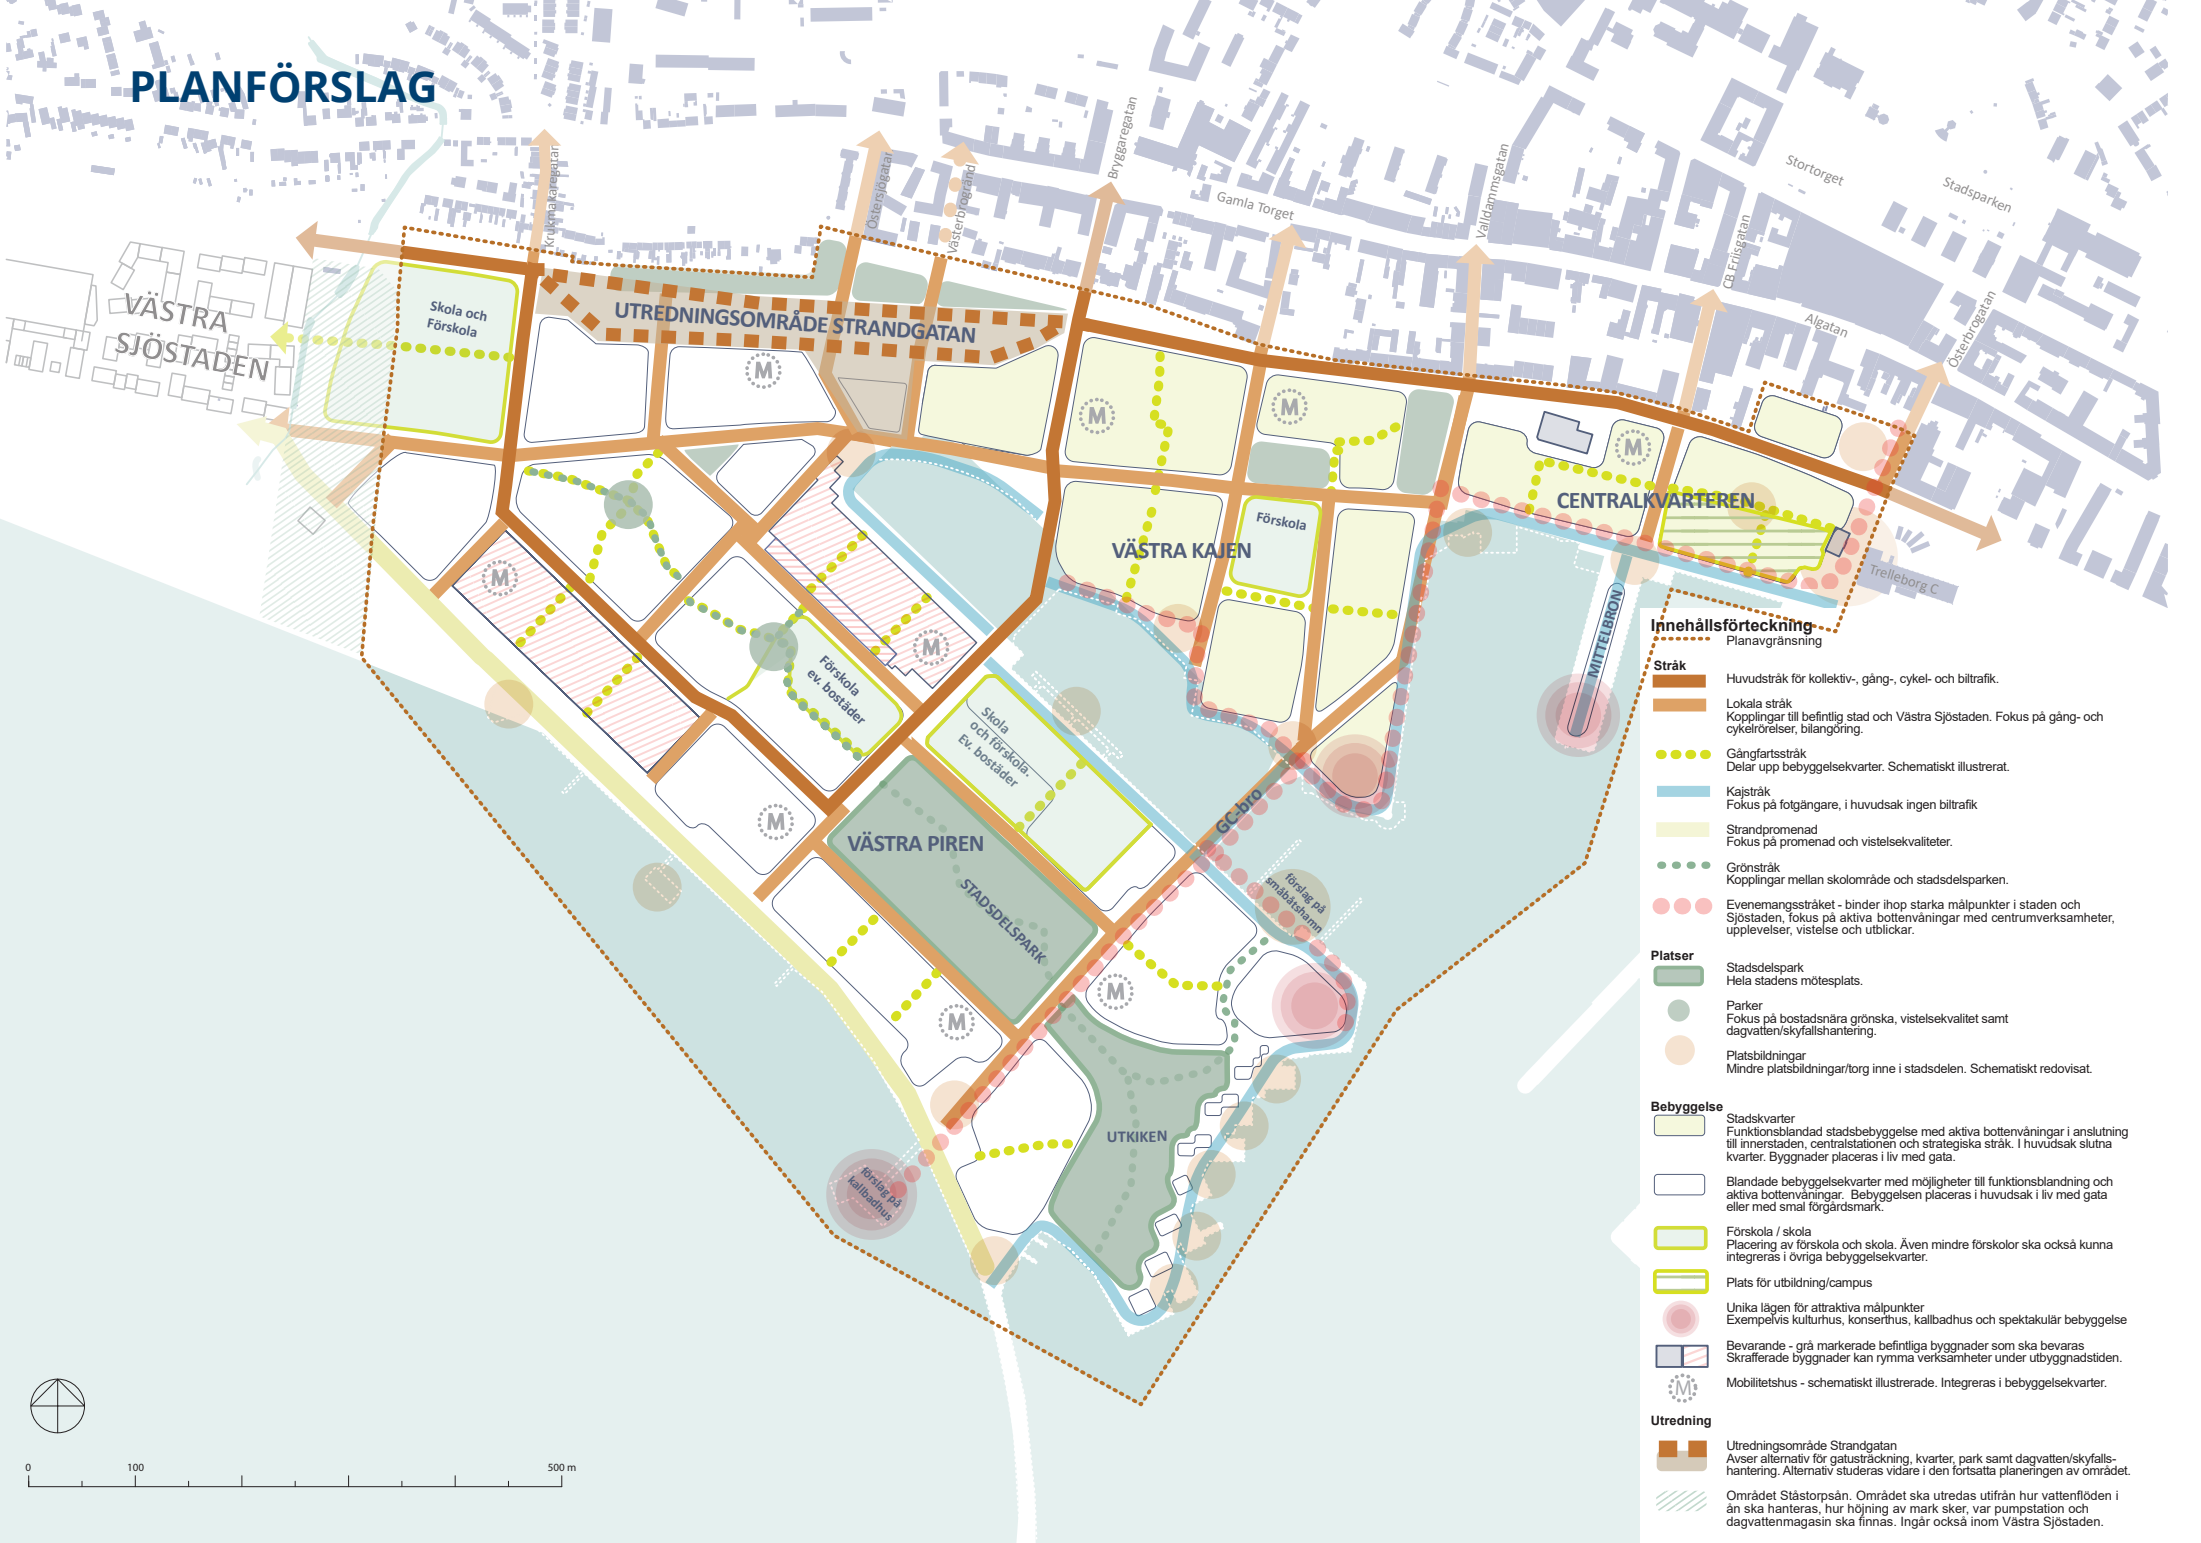 PLANFÖRSLAG
Krukmakaregatan
Östersjögatan
Västerbrogränd
Bryggaregatan
Gamla Torget
Valldammsgatan
Stortorget
Stadsparken
CB Friisgatan
Algatan
Österbrogatan
VÄSTRA
SJÖSTADEN
Skola och
Förskola
UTREDNINGSOMRÅDE STRANDGATAN
M
M
M
M
CENTRALKVARTEREN
Förskola
VÄSTRA KAJEN
Trelleborg C
M
M
MITTELBRON
Förskola
ev. bostäder
Skola
och förskola.
Ev. bostäder
M
GC-bro
VÄSTRA PIREN
STADSDELSPARK
förslag på
småbåtshamn
M
M
UTKIKEN
förslag på
kallbadhus
0
100
500 m
Innehållsförteckning
Planavgränsning
Stråk
Huvudstråk för kollektiv-, gång-, cykel- och biltrafik.
Lokala stråk
Kopplingar till befintlig stad och Västra Sjöstaden. Fokus på gång- och
cykelrörelser, bilangöring.
Gångfartsstråk
Delar upp bebyggelsekvarter. Schematiskt illustrerat.
Kajstråk
Fokus på fotgängare, i huvudsak ingen biltrafik
Strandpromenad
Fokus på promenad och vistelsekvaliteter.
Grönstråk
Kopplingar mellan skolområde och stadsdelsparken.
Evenemangsstråket - binder ihop starka målpunkter i staden och
Sjöstaden, fokus på aktiva bottenvåningar med centrumverksamheter,
upplevelser, vistelse och utblickar.
Platser
Stadsdelspark
Hela stadens mötesplats.
Parker
Fokus på bostadsnära grönska, vistelsekvalitet samt
dagvatten/skyfallshantering.
Platsbildningar
Mindre platsbildningar/torg inne i stadsdelen. Schematiskt redovisat.
Bebyggelse
Stadskvarter
Funktionsblandad stadsbebyggelse med aktiva bottenvåningar i anslutning
till innerstaden, centralstationen och strategiska stråk. I huvudsak slutna
kvarter. Byggnader placeras i liv med gata.
Blandade bebyggelsekvarter med möjligheter till funktionsblandning och
aktiva bottenvåningar. Bebyggelsen placeras i huvudsak i liv med gata
eller med smal förgårdsmark.
Förskola / skola
Placering av förskola och skola. Även mindre förskolor ska också kunna
integreras i övriga bebyggelsekvarter.
Plats för utbildning/campus
Unika lägen för attraktiva målpunkter
Exempelvis kulturhus, konserthus, kallbadhus och spektakulär bebyggelse
Bevarande - grå markerade befintliga byggnader som ska bevaras
Skrafferade byggnader kan rymma verksamheter under utbyggnadstiden.
M
Mobilitetshus - schematiskt illustrerade. Integreras i bebyggelsekvarter.
Utredning
Utredningsområde Strandgatan
Avser alternativ för gatusträckning, kvarter, park samt dagvatten/skyfalls-
hantering. Alternativ studeras vidare i den fortsatta planeringen av området.
Området Ståstorpsån. Området ska utredas utifrån hur vattenflöden i
ån ska hanteras, hur höjning av mark sker, var pumpstation och
dagvattenmagasin ska finnas. Ingår också inom Västra Sjöstaden.